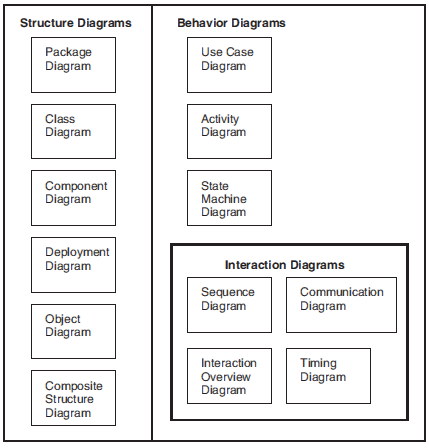 Structure Diagrams
Package
Diagram
Class
Diagram
Component
Diagram
Deployment
Diagram
Object
Diagram
Composite
Structure
Diagram
Behavior Diagrams
Use Case
Diagram
Activity
Diagram
State
Machine
Diagram
Interaction Diagrams
Sequence
Diagram
Communication
Diagram
Interaction
Overview
Diagram
Timing
Diagram